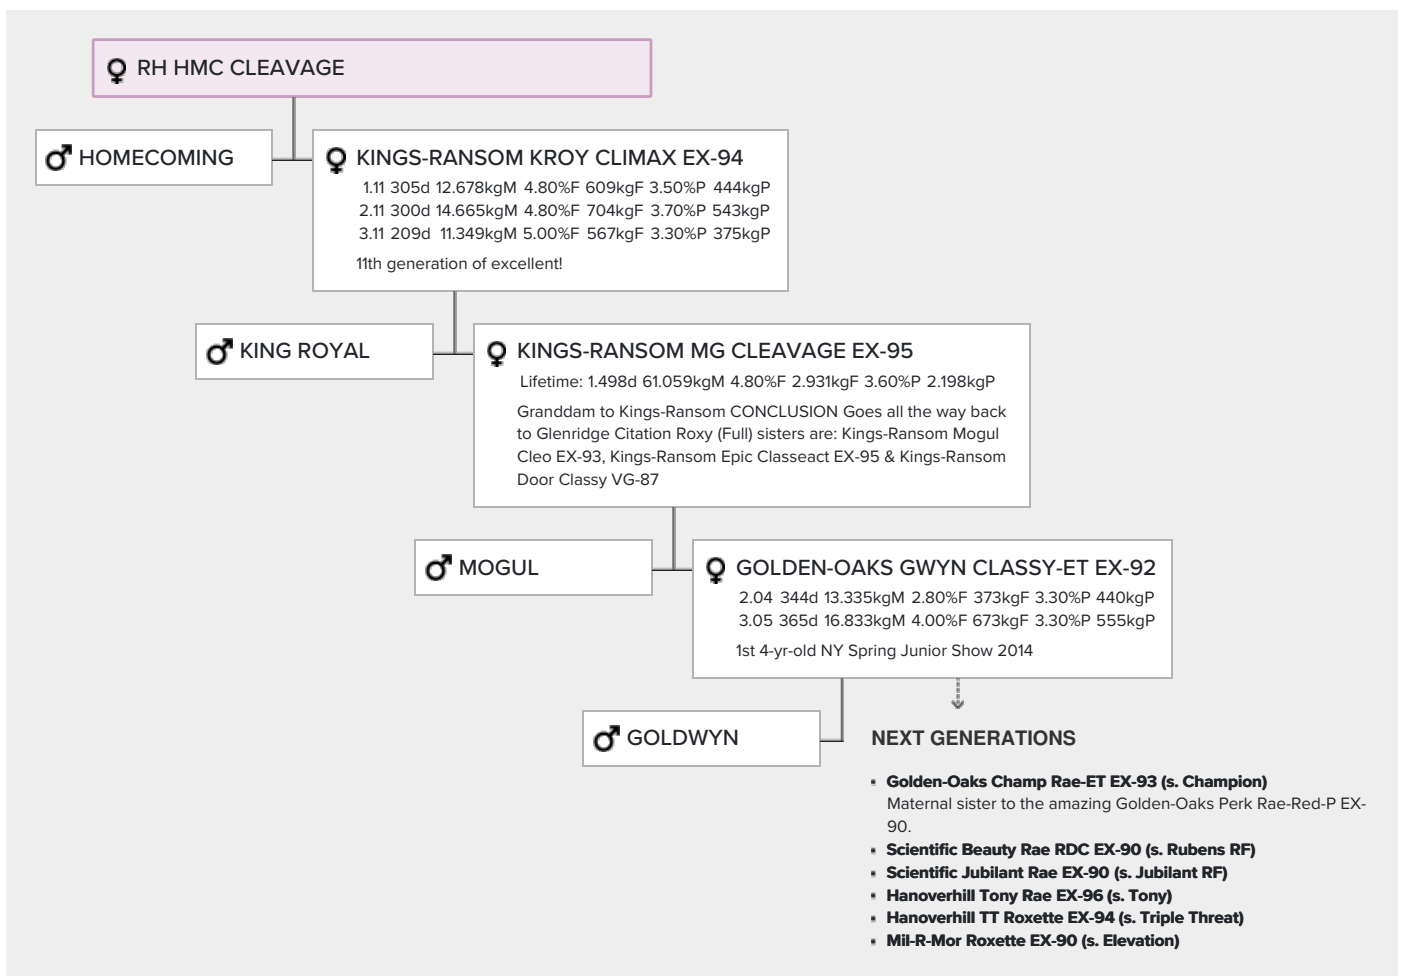 RH HMC CLEAVAGE
HOMECOMING
KINGS-RANSOM KROY CLIMAX EX-94
1.11 305d 12.678kgM 4.80%F 609kgF 3.50%P 444kgP
2.11 300d 14.665kgM 4.80%F 704kgF 3.70%P 543kgP
3.11 209d 11.349kgM 5.00%F 567kgF 3.30%P 375kgP
11th generation of excellent!
KING ROYAL
KINGS-RANSOM MG CLEAVAGE EX-95
Lifetime: 1.498d 61.059kgM 4.80%F 2.931kgF 3.60%P 2.198kgP
Granddam to Kings-Ransom CONCLUSION Goes all the way back
to Glenridge Citation Roxy (Full) sisters are: Kings-Ransom Mogul
Cleo EX-93, Kings-Ransom Epic Classeact EX-95 & Kings-Ransom
Door Classy VG-87
MOGUL
GOLDEN-OAKS GWYN CLASSY-ET EX-92
2.04 344d 13.335kgM 2.80%F 373kgF 3.30%P 440kgP
3.05 365d 16.833kgM 4.00%F 673kgF 3.30%P 555kgP
1st 4-yr-old NY Spring Junior Show 2014
GOLDWYN
NEXT GENERATIONS
▪ Golden-Oaks Champ Rae-ET EX-93 (s. Champion)
Maternal sister to the amazing Golden-Oaks Perk Rae-Red-P EX-
90.
▪ Scientific Beauty Rae RDC EX-90 (s. Rubens RF)
▪ Scientific Jubilant Rae EX-90 (s. Jubilant RF)
▪ Hanoverhill Tony Rae EX-96 (s. Tony)
▪ Hanoverhill TT Roxette EX-94 (s. Triple Threat)
▪ Mil-R-Mor Roxette EX-90 (s. Elevation)